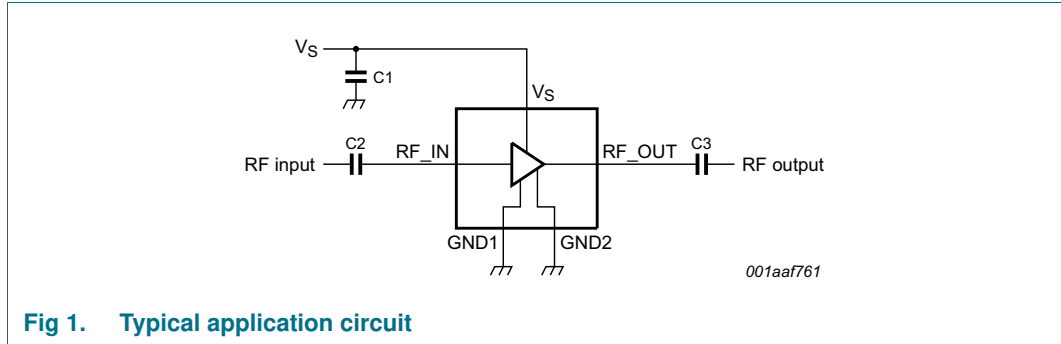 VS
C1
VS
C2
RF_IN
RF_OUT
C3
RF input
RF output
GND1
GND2
001aaf761
Fig 1. Typical application circuit